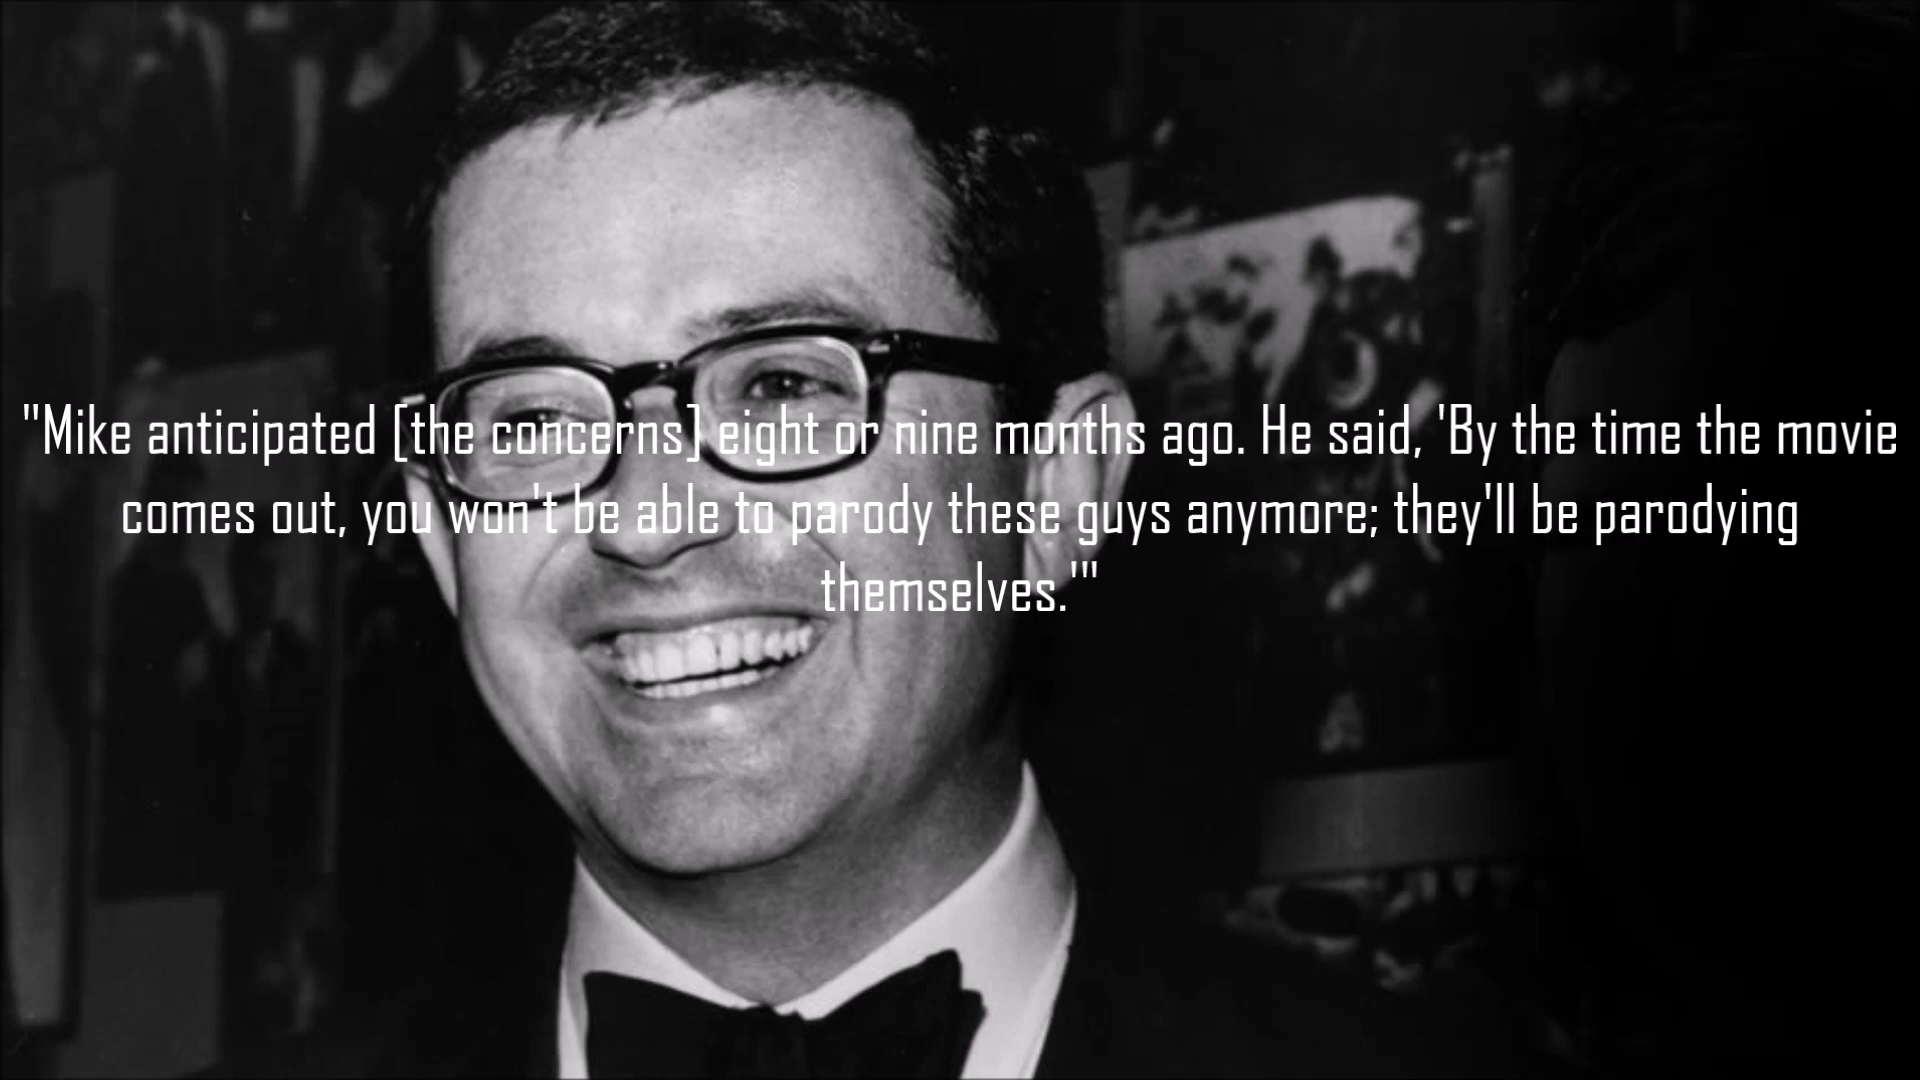 "Mike anticipated [the concerns] eight or nine months ago. He said, 'By the time the movie
comes out, you won't be able to parody these guys anymore; they'll be parodying
themselves.'"